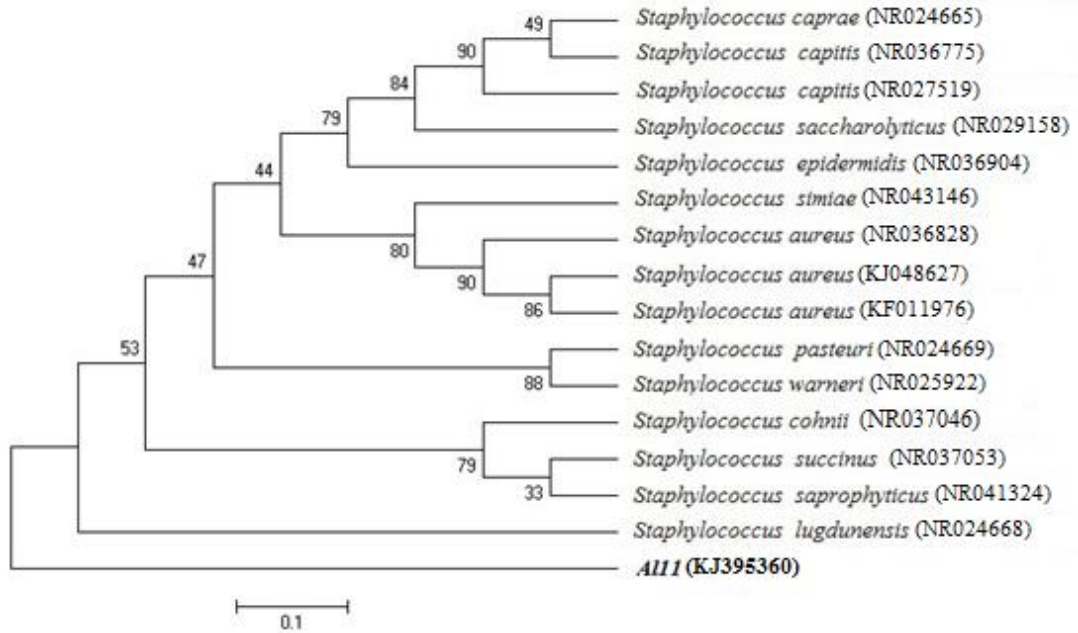 49
Staphylococcus caprae (NR024665)
90
Staphylococcus capitis (NR036775)
84
Staphylococcus capitis (NR027519)
79
Staphylococcus saccharolyticus (NR029158)
44
Staphylococcus epidermidis (NR036904)
Staphylococcus simiae (NR043146)
80
Staphylococcus aureus (NR036828)
47
90
Staphylococcus aureus (KJ048627)
86
Staphylococcus aureus (KF011976)
53
Staphylococcus pasteuri (NR024669)
88
Staphylococcus warneri (NR025922)
Staphylococcus cohnii (NR037046)
79
Staphylococcus succinus (NR037053)
33
Staphylococcus saprophyticus (NR041324)
Staphylococcus lugdunensis (NR024668)
Al11 (KJ395360)
0.1